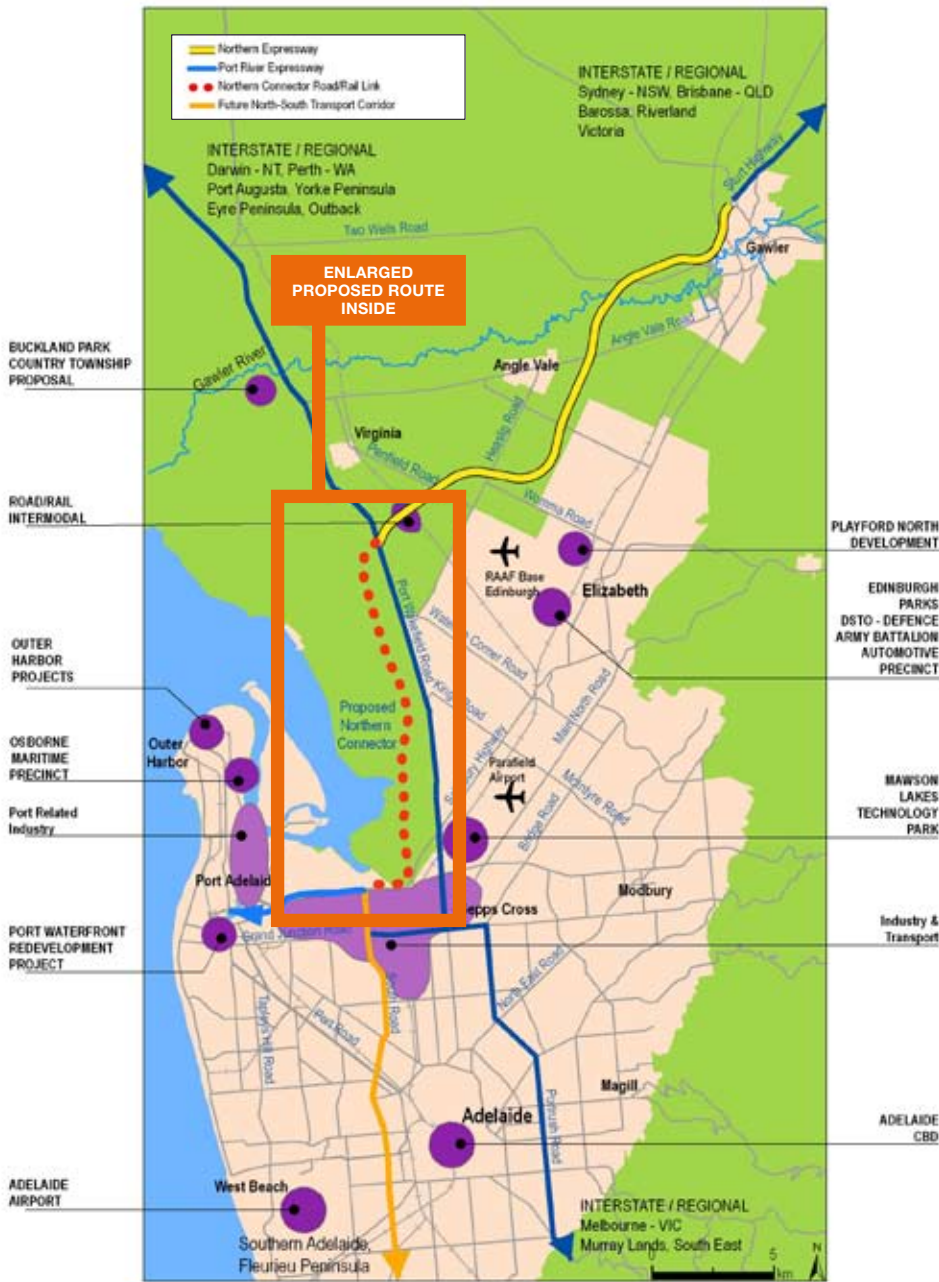 Northern Expressway
Port River Expressway
Northern Connector Road/Rail Link
Future North-South Transport Corridor
INTERSTATE / REGIONAL
Sydney - NSW, Brisbane - QLD
Barossa, Riverland
Victoria
INTERSTATE / REGIONAL
Darwin - NT, Perth - WA
Port Augusta, Yorke Peninsula
Eyre Peninsula, Outback
Sturt Highway
Two Wells Road
Gawler
ENLARGED
PROPOSED ROUTE
INSIDE
Angle Vale Road
BUCKLAND PARK
COUNTRY TOWNSHIP
PROPOSAL
Gawler River
Angle Vale
Heaslip Road
Virginia
Penfield Road
ROAD/RAIL
INTERMODAL
Womma Road
PLAYFORD NORTH
DEVELOPMENT
RAAF Base
Edinburgh
Elizabeth
EDINBURGH
PARKS
DSTO - DEFENCE
ARMY BATTALION
AUTOMOTIVE
PRECINCT
Port Wakefield Road
Corner Road
OUTER
HARBOR
PROJECTS
Proposed
Northern
Connector
Main North Road
Outer
Harbor
OSBORNE
MARITIME
PRECINCT
Highway
Parafield
Airport
McIntyre Road
Bridge Road
MAWSON
LAKES
TECHNOLOGY
PARK
Port Related
Industry
Port Adelaid
Modbury
epps Cross
Industry &
Transport
PORT WATERFRONT
REDEVELOPMENT
PROJECT
Grand Junction Road
South Road
North East Road
Tapleys Hill Road
Port Road
Magill
Portrush Road
Adelaide
ADELAIDE
CBD
ADELAIDE
AIRPORT
West Beach
Southern Adelaide,
Fleurieu Peninsula
INTERSTATE / REGIONAL
Melbourne - VIC
Murray Lands, South East
0 5
km
N